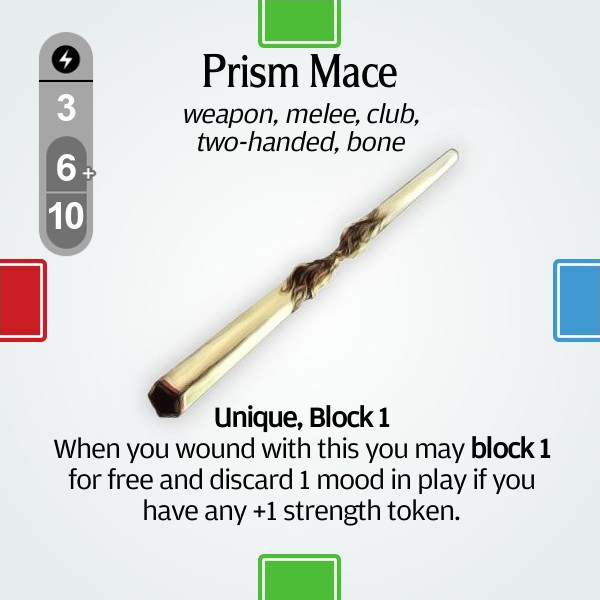 Prism Mace
weapon, melee, club,
two-handed, bone
3
6+
10
Unique, Block 1
When you wound with this you may block 1
for free and discard 1 mood in play if you
have any +1 strength token.